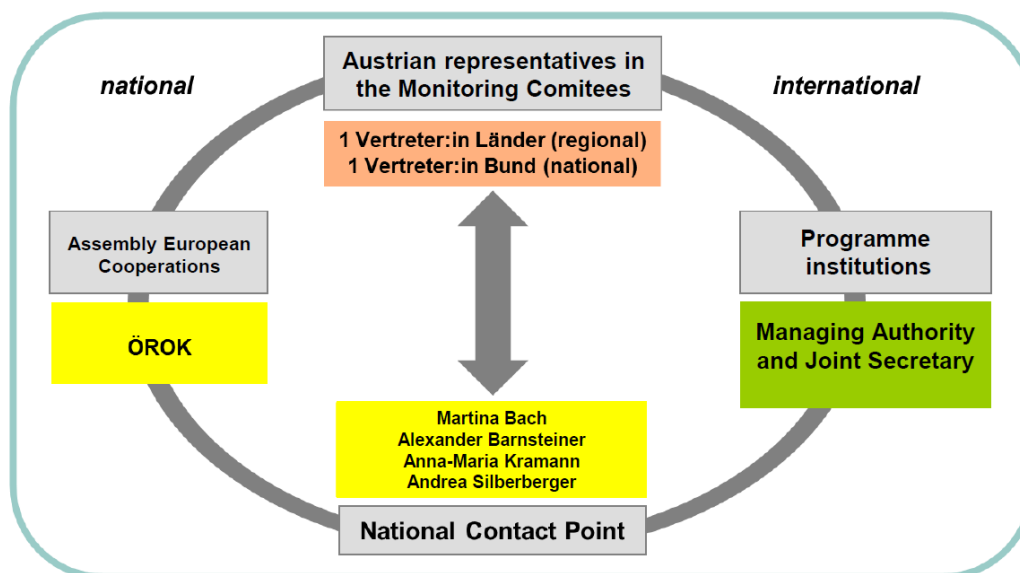 national
Austrian representatives in
the Monitoring Comitees
international
1 Vertreter:in Länder (regional)
1 Vertreter:in Bund (national)
Assembly European
Cooperations
ÖROK
Programme
institutions
Managing Authority
and Joint Secretary
Martina Bach
Alexander Barnsteiner
Anna-Maria Kramann
Andrea Silberberger
National Contact Point